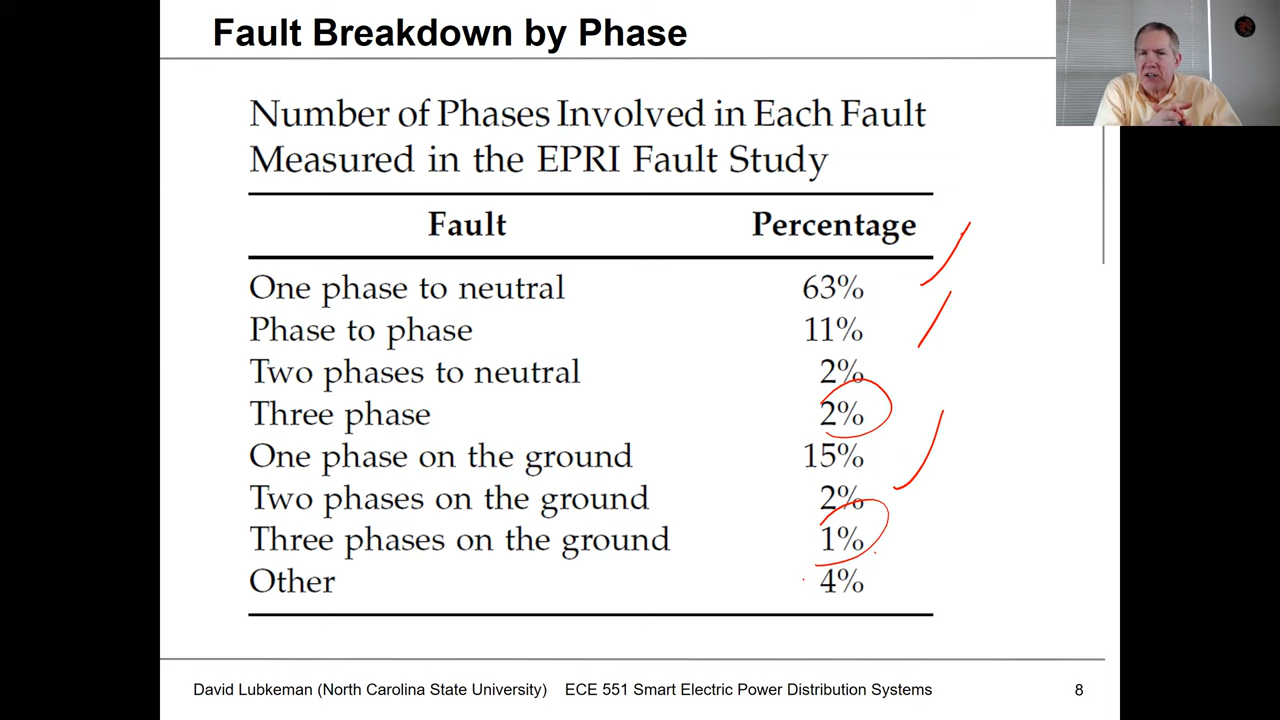 Fault Breakdown by Phase
Number of Phases Involved in Each Fault
Measured in the EPRI Fault Study
Fault Percentage
One phase to neutral 63%
Phase to phase 11%
Two phases to neutral 2%
Three phase 2%
One phase on the ground 15%
Two phases on the ground 2%
Three phases on the ground 1%
Other 4%
David Lubkeman (North Carolina State University) ECE 551 Smart Electric Power Distribution Systems 8